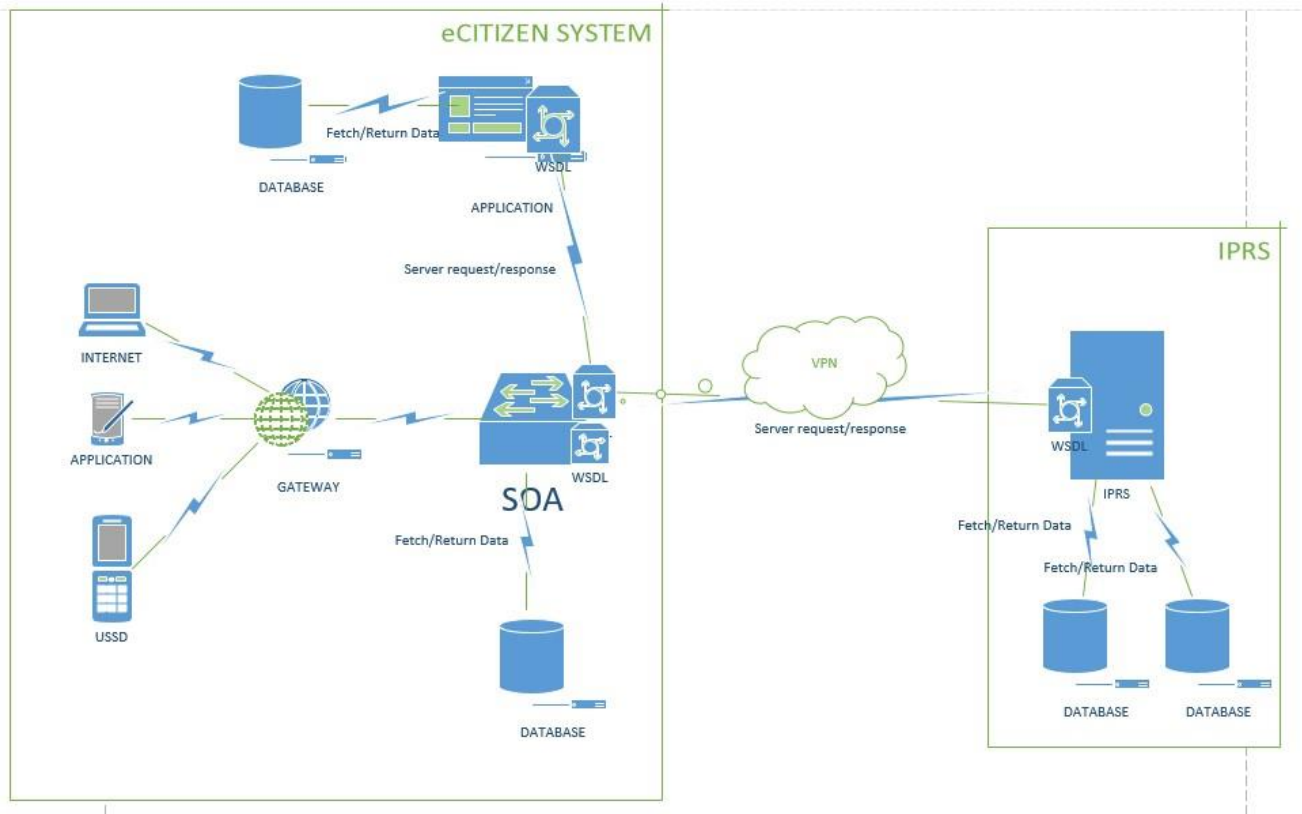 eCITIZEN SYSTEM
Fetch/Return Data
WSDL
DATABASE
APPLICATION
Server request/response
INTERNET
APPLICATION
GATEWAY
USSD
WSDL
SOA
Fetch/Return Data
DATABASE
VPN
Server request/response
IPRS
WSDL
IPRS
Fetch/Return Data
Fetch/Return Data
DATABASE
DATABASE